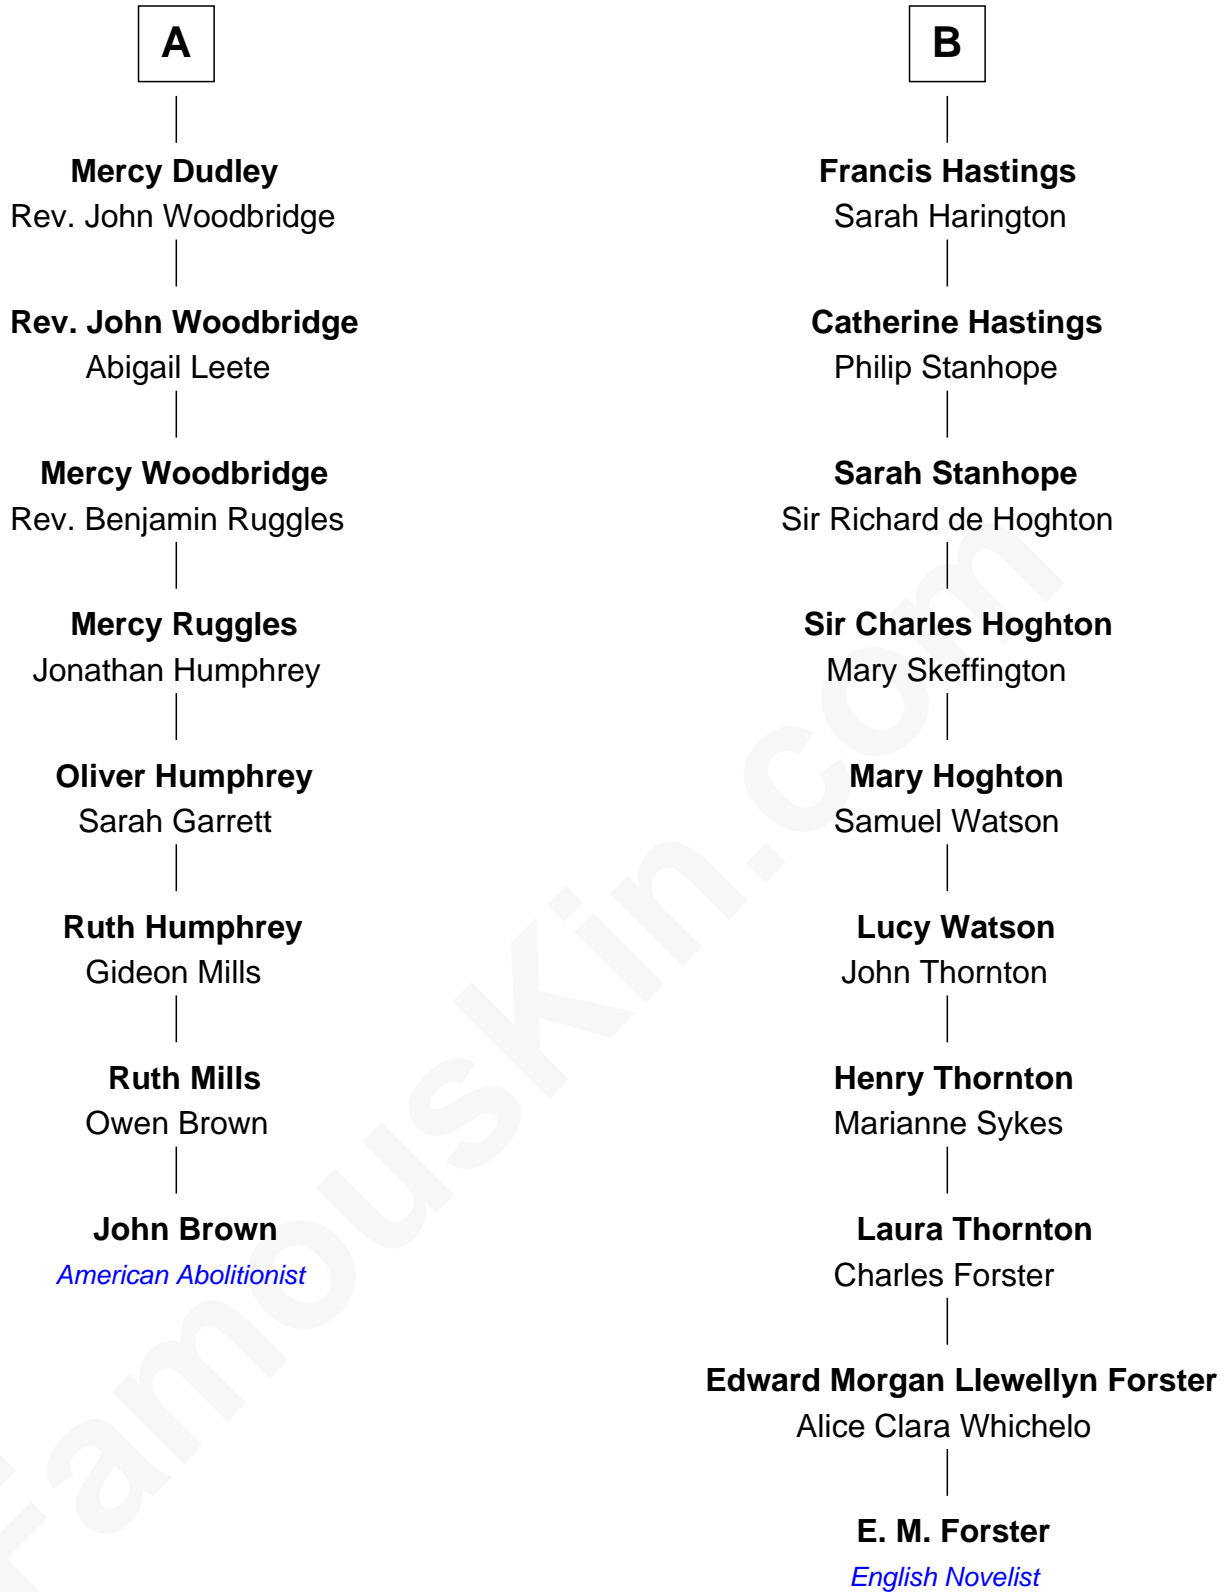 A
Mercy Dudley
Rev. John Woodbridge
Rev. John Woodbridge
Abigail Leete
Mercy Woodbridge
Rev. Benjamin Ruggles
Mercy Ruggles
Jonathan Humphrey
Oliver Humphrey
Sarah Garrett
Ruth Humphrey
Gideon Mills
Ruth Mills
Owen Brown
John Brown
American Abolitionist
B
Francis Hastings
Sarah Harington
Catherine Hastings
Philip Stanhope
Sarah Stanhope
Sir Richard de Hoghton
Sir Charles Hoghton
Mary Skeffington
Mary Hoghton
Samuel Watson
Lucy Watson
John Thornton
Henry Thornton
Marianne Sykes
Laura Thornton
Charles Forster
Edward Morgan Llewellyn Forster
Alice Clara Whichelo
E. M. Forster
English Novelist
FamousKin.com